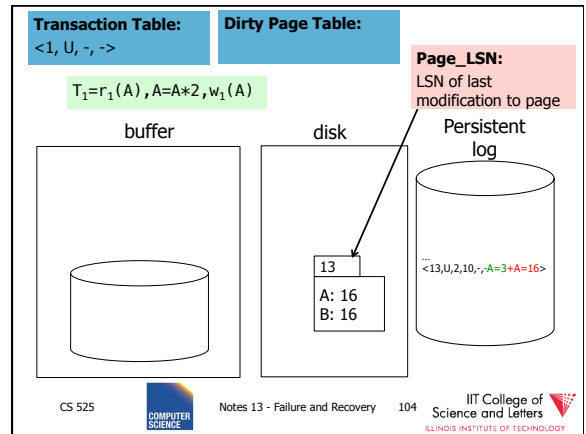 Transaction Table:
<1, U, -, ->
Dirty Page Table:
Page_LSN:
LSN of last
modification to page
T1=r1(A),A=A*2,w1(A)
buffer
disk
Persistent
log
13
A: 16
B: 16
...
<13,U,2,10,-,-A=3+A=16>
CS 525
COMPUTER
SCIENCE
Notes 13 - Failure and Recovery
104
IIT College of
Science and Letters
ILLINOIS INSTITUTE OF TECHNOLOGY